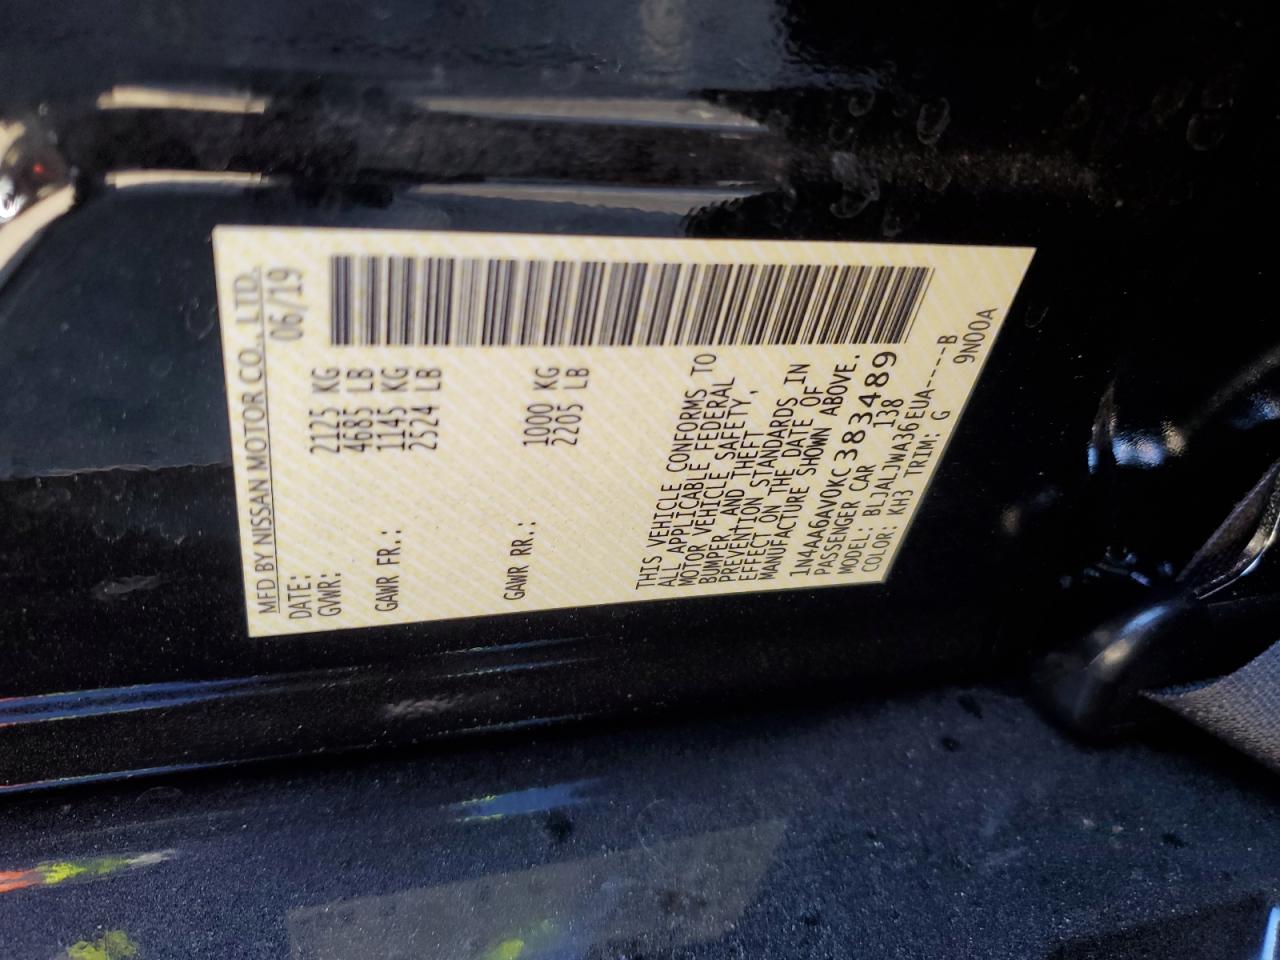 MFD BY NISSAN MOTOR CO., LTD.
DATE: 06/19
GVWR: 2125 KG
4685 LB
GAWR FR.: 1145 KG
2524 LB
GAWR RR.: 1000 KG
2205 LB
THIS VEHICLE CONFORMS TO
ALL APPLICABLE FEDERAL
MOTOR VEHICLE SAFETY,
BUMPER, AND THEFT
PREVENTION STANDARDS IN
EFFECT ON THE DATE OF
MANUFACTURE SHOWN ABOVE.
1N4AA6AV0KC383489
PASSENGER CAR 138
MODEL: BLJALJWA36EUA-----B
COLOR: KH3 TRIM: G 9N00A